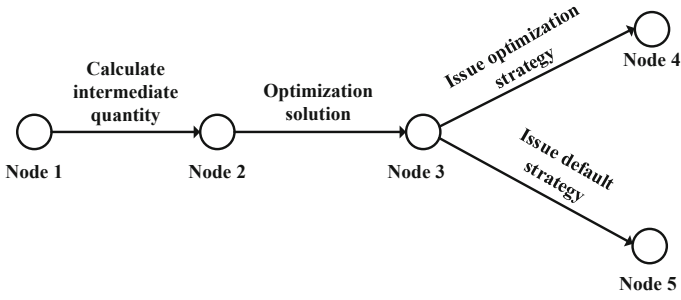 Calculate
intermediate
quantity
Optimization
solution
Issue optimization
strategy
Issue default
strategy
Node 1
Node 2
Node 3
Node 4
Node 5